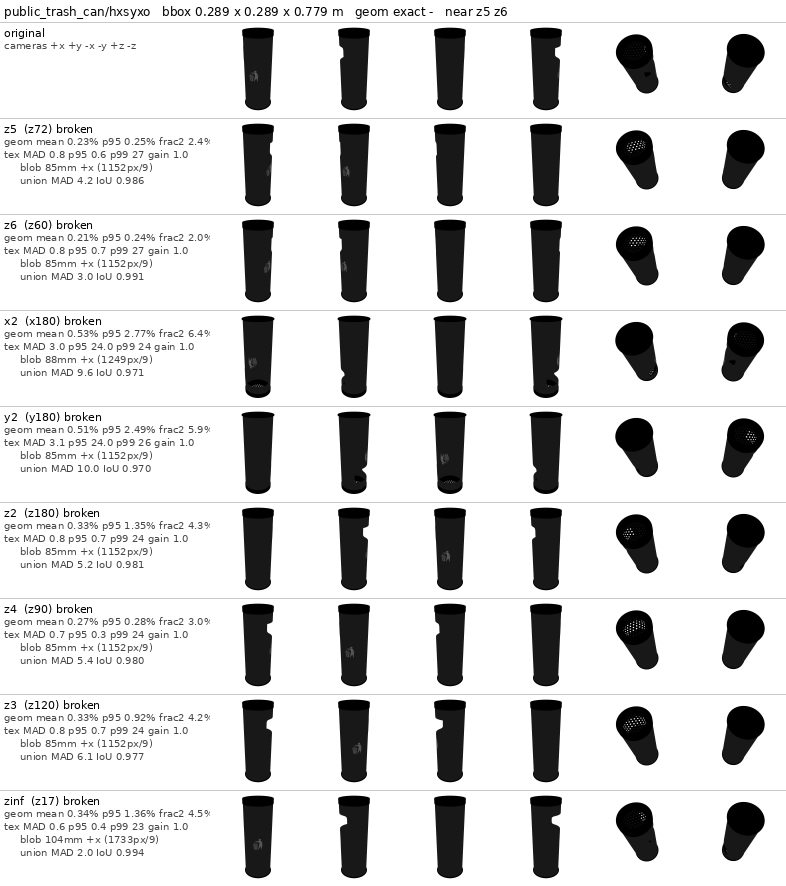 public_trash_can/hxsyxo   bbox 0.289 x 0.289 x 0.779 m   geom exact -   near z5 z6
original
cameras +x +y -x -y +z -z
z5  (z72) broken
geom mean 0.23% p95 0.25% frac2 2.4%
tex MAD 0.8 p95 0.6 p99 27 gain 1.0
blob 85mm +x (1152px/9)
union MAD 4.2 IoU 0.986
z6  (z60) broken
geom mean 0.21% p95 0.24% frac2 2.0%
tex MAD 0.8 p95 0.7 p99 27 gain 1.0
blob 85mm +x (1152px/9)
union MAD 3.0 IoU 0.991
x2  (x180) broken
geom mean 0.53% p95 2.77% frac2 6.4%
tex MAD 3.0 p95 24.0 p99 24 gain 1.0
blob 88mm +x (1249px/9)
union MAD 9.6 IoU 0.971
y2  (y180) broken
geom mean 0.51% p95 2.49% frac2 5.9%
tex MAD 3.1 p95 24.0 p99 26 gain 1.0
blob 85mm +x (1152px/9)
union MAD 10.0 IoU 0.970
z2  (z180) broken
geom mean 0.33% p95 1.35% frac2 4.3%
tex MAD 0.8 p95 0.7 p99 24 gain 1.0
blob 85mm +x (1152px/9)
union MAD 5.2 IoU 0.981
z4  (z90) broken
geom mean 0.27% p95 0.28% frac2 3.0%
tex MAD 0.7 p95 0.3 p99 24 gain 1.0
blob 85mm +x (1152px/9)
union MAD 5.4 IoU 0.980
z3  (z120) broken
geom mean 0.33% p95 0.92% frac2 4.2%
tex MAD 0.8 p95 0.7 p99 24 gain 1.0
blob 85mm +x (1152px/9)
union MAD 6.1 IoU 0.977
zinf  (z17) broken
geom mean 0.34% p95 1.36% frac2 4.5%
tex MAD 0.6 p95 0.4 p99 23 gain 1.0
blob 104mm +x (1733px/9)
union MAD 2.0 IoU 0.994